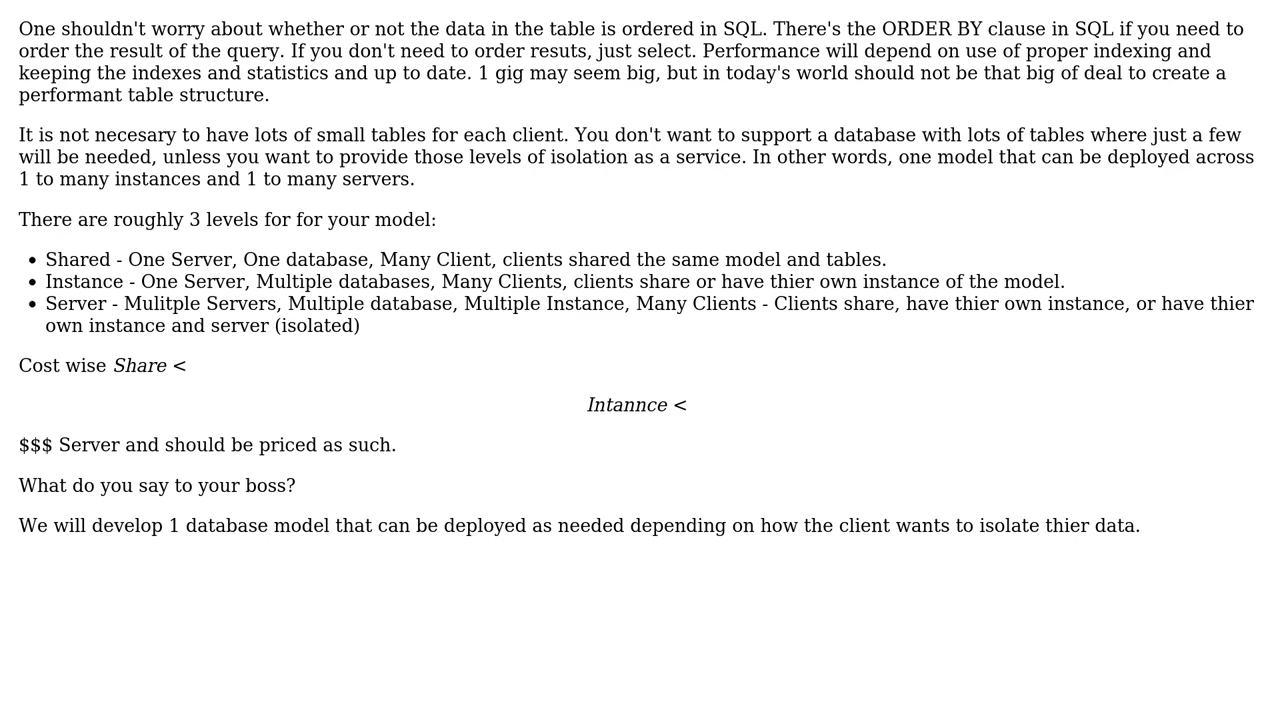 One shouldn't worry about whether or not the data in the table is ordered in SQL. There's the ORDER BY clause in SQL if you need to
order the result of the query. If you don't need to order resuts, just select. Performance will depend on use of proper indexing and
keeping the indexes and statistics and up to date. 1 gig may seem big, but in today's world should not be that big of deal to create a
performant table structure.
It is not necesary to have lots of small tables for each client. You don't want to support a database with lots of tables where just a few
will be needed, unless you want to provide those levels of isolation as a service. In other words, one model that can be deployed across
1 to many instances and 1 to many servers.
There are roughly 3 levels for for your model:
• Shared - One Server, One database, Many Client, clients shared the same model and tables.
• Instance - One Server, Multiple databases, Many Clients, clients share or have thier own instance of the model.
• Server - Mulitple Servers, Multiple database, Multiple Instance, Many Clients - Clients share, have thier own instance, or have thier
own instance and server (isolated)
Cost wise Share <
Intannce <
$$$ Server and should be priced as such.
What do you say to your boss?
We will develop 1 database model that can be deployed as needed depending on how the client wants to isolate thier data.